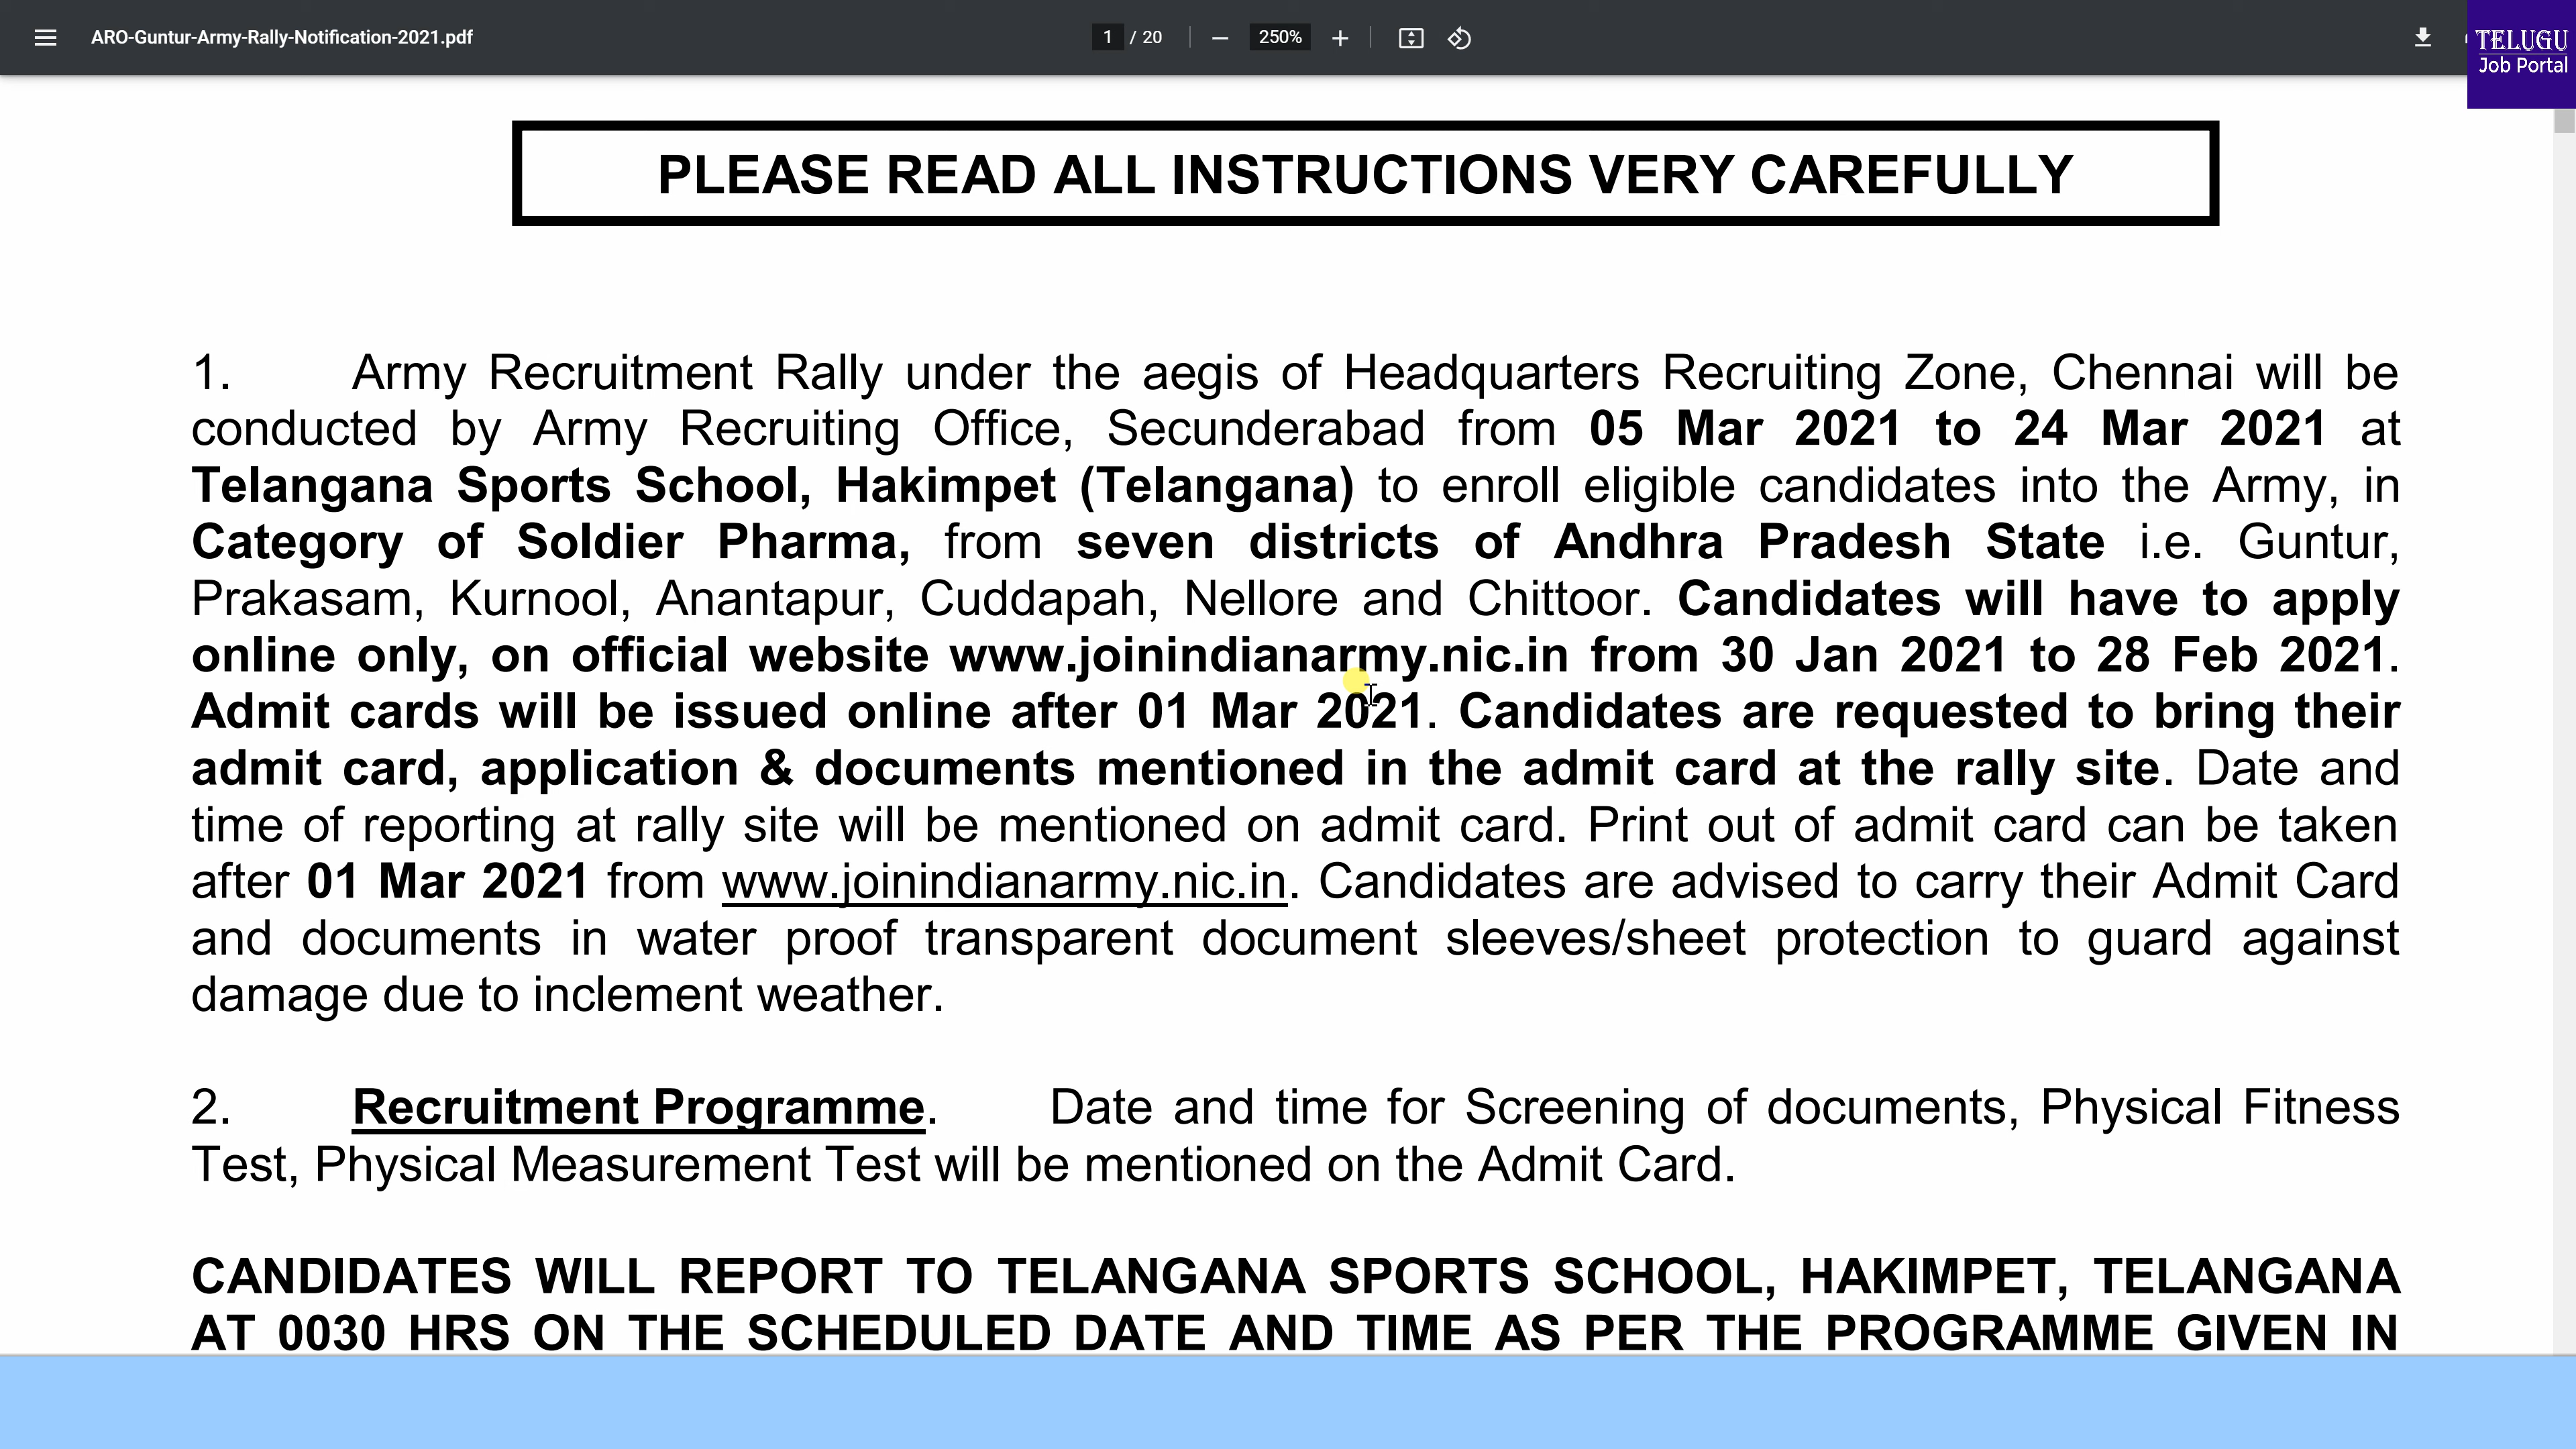 ARO-Guntur-Army-Rally-Notification-2021.pdf
1 / 20
250%
TELUGU
Job Portal
PLEASE READ ALL INSTRUCTIONS VERY CAREFULLY
1. Army Recruitment Rally under the aegis of Headquarters Recruiting Zone, Chennai will be
conducted by Army Recruiting Office, Secunderabad from 05 Mar 2021 to 24 Mar 2021 at
Telangana Sports School, Hakimpet (Telangana) to enroll eligible candidates into the Army, in
Category of Soldier Pharma, from seven districts of Andhra Pradesh State i.e. Guntur,
Prakasam, Kurnool, Anantapur, Cuddapah, Nellore and Chittoor. Candidates will have to apply
online only, on official website www.joinindianarmy.nic.in from 30 Jan 2021 to 28 Feb 2021.
Admit cards will be issued online after 01 Mar 2021. Candidates are requested to bring their
admit card, application & documents mentioned in the admit card at the rally site. Date and
time of reporting at rally site will be mentioned on admit card. Print out of admit card can be taken
after 01 Mar 2021 from www.joinindianarmy.nic.in. Candidates are advised to carry their Admit Card
and documents in water proof transparent document sleeves/sheet protection to guard against
damage due to inclement weather.
2. Recruitment Programme. Date and time for Screening of documents, Physical Fitness
Test, Physical Measurement Test will be mentioned on the Admit Card.
CANDIDATES WILL REPORT TO TELANGANA SPORTS SCHOOL, HAKIMPET, TELANGANA
AT 0030 HRS ON THE SCHEDULED DATE AND TIME AS PER THE PROGRAMME GIVEN IN